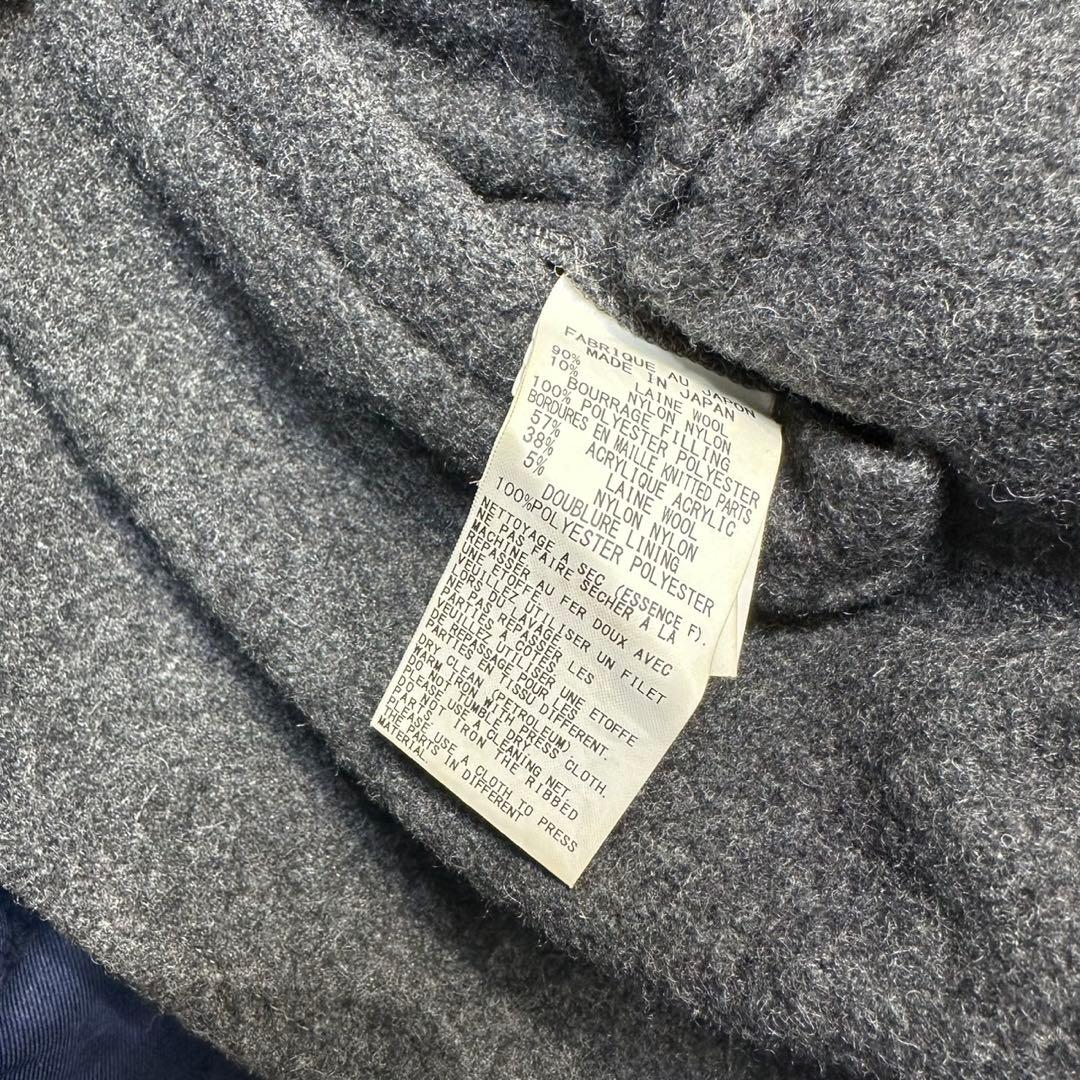 FABRIQUE AU JAPON
MADE IN JAPAN
90% LAINE WOOL
10% NYLON NYLON
BOURRAGE FILLING
100% POLYESTER POLYESTER
BORDURES EN MAILLE KNITTED PARTS
57% ACRYLIQUE ACRYLIC
38% LAINE WOOL
5% NYLON NYLON
DOUBLURE LINING
100%POLYESTER POLYESTER
NETTOYAGE A SEC (ESSENCE F).
NE PAS FAIRE SECHER A LA
MACHINE.
REPASSER AU FER DOUX AVEC
UNE ETOFFE.
VEUILLEZ UTILISER UN FILET
LORS DU LAVAGE.
NE PAS REPASSER LES
PARTIES A COTES.
VEUILLEZ UTILISER UNE ETOFFE
DE REPASSAGE POUR LES
PARTIES EN TISSU DIFFERENT.
DRY CLEAN (PETROLEUM)
WARM IRON WITH PRESS CLOTH.
DO NOT TUMBLE DRY.
PLEASE USE A CLEANING NET.
DO NOT IRON THE RIBBED
PARTS.
PLEASE USE A CLOTH TO PRESS
THE PARTS IN DIFFERENT
MATERIAL.